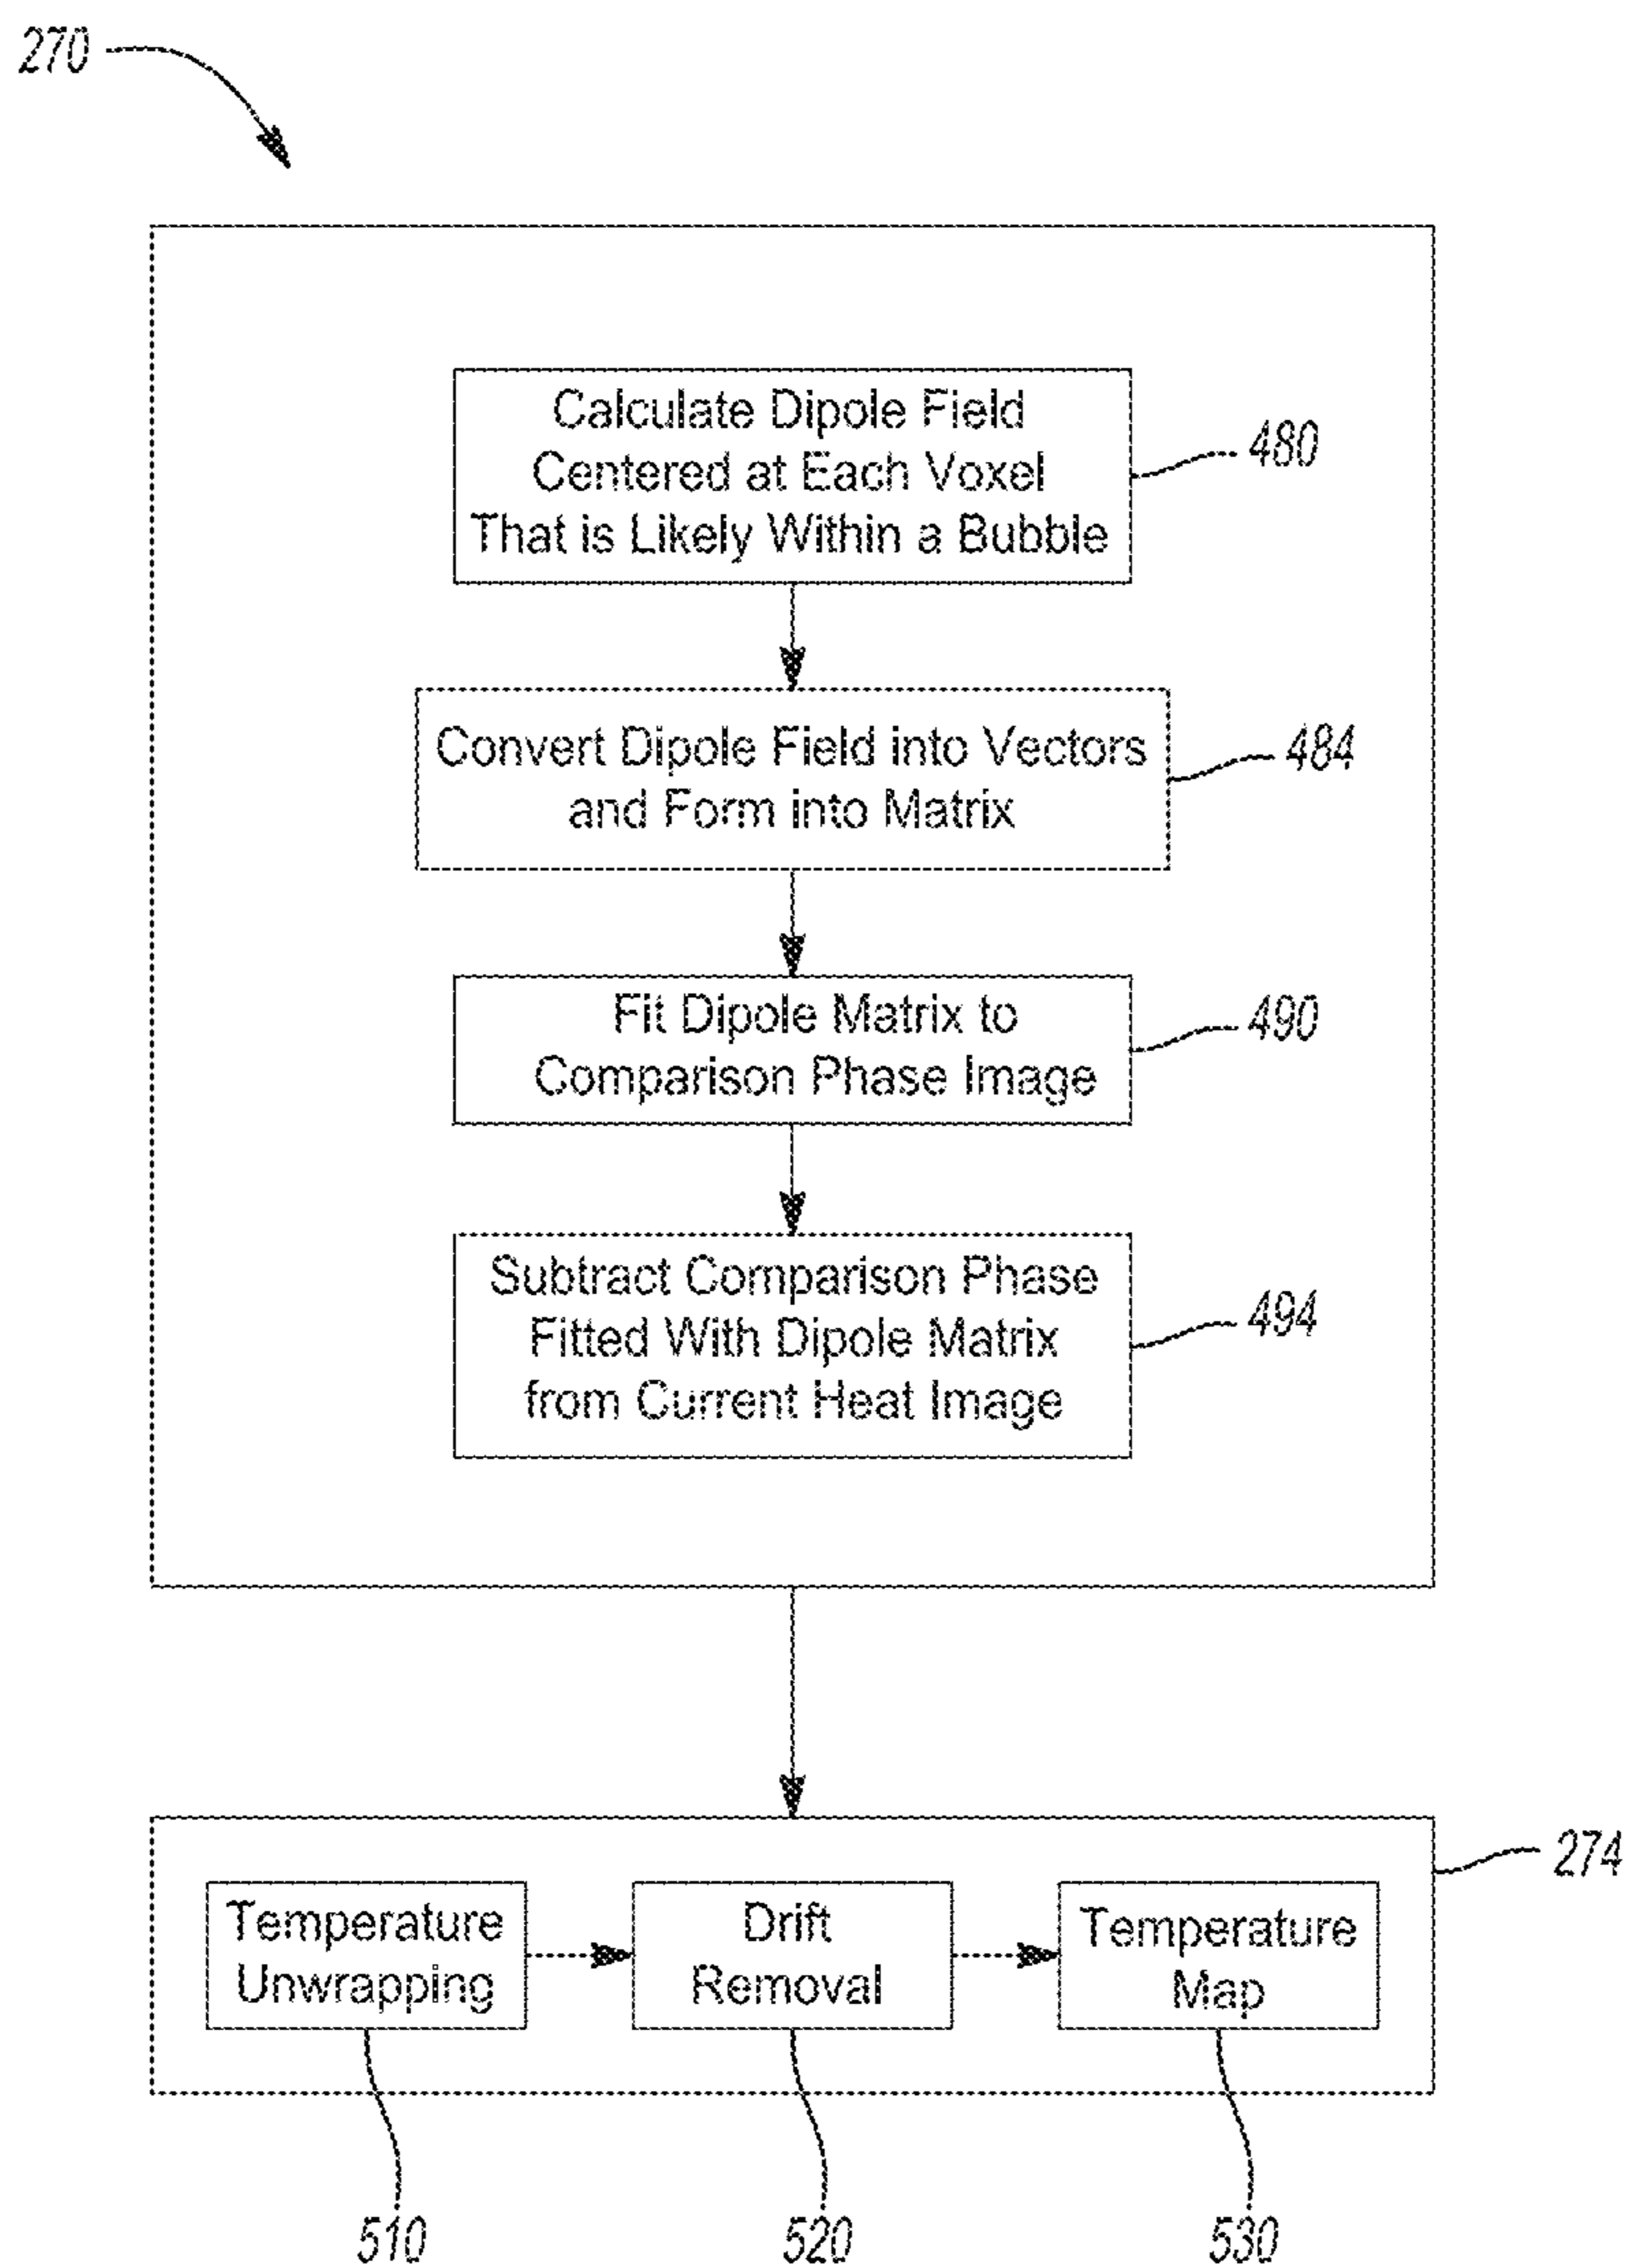 270
Calculate Dipole Field
Centered at Each Voxel
That is Likely Within a Bubble
480
Convert Dipole Field into Vectors
and Form into Matrix
484
Fit Dipole Matrix to
Comparison Phase Image
490
Subtract Comparison Phase
Fitted With Dipole Matrix
from Current Heat Image
494
274
Temperature
Unwrapping
Drift
Removal
Temperature
Map
510
520
530